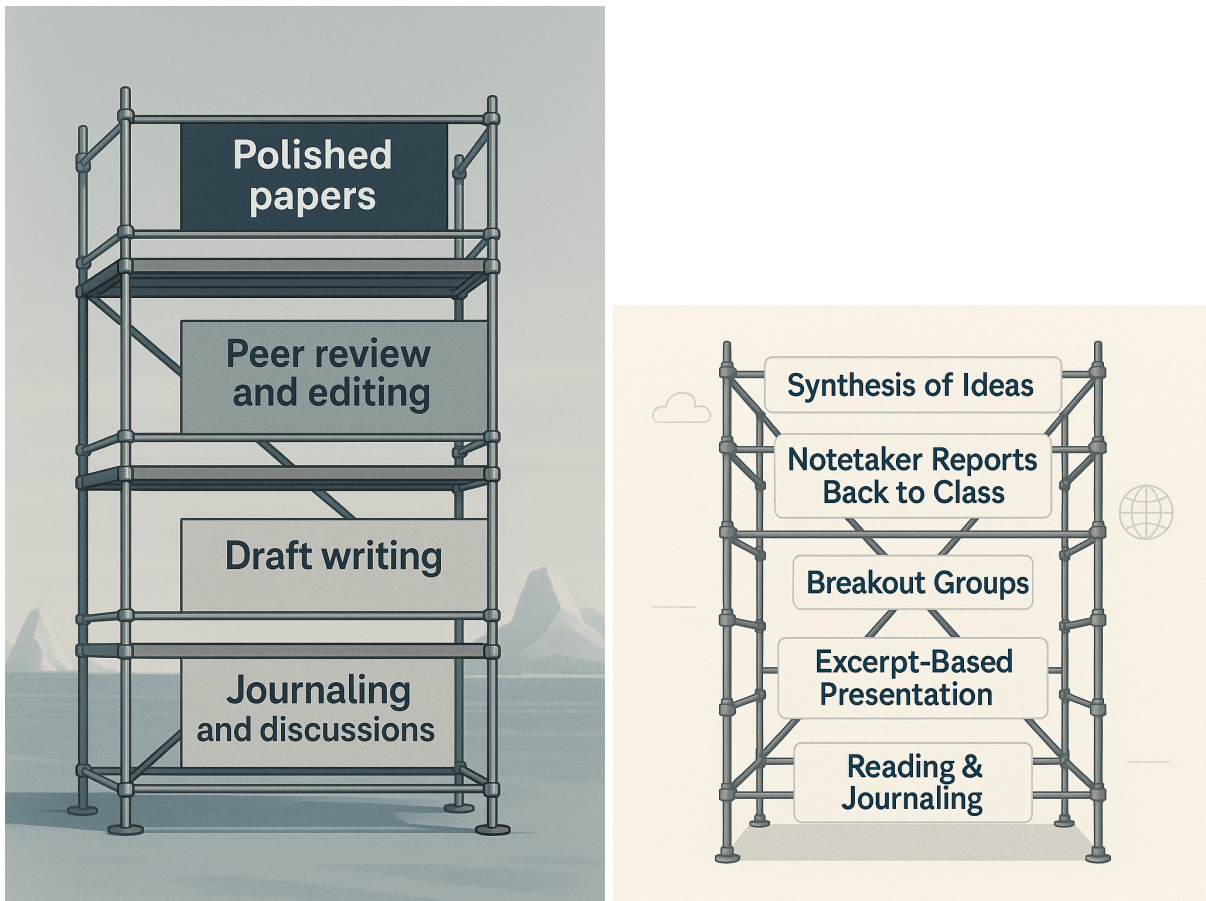 Polished
papers
Peer review
and editing
Draft writing
Journaling
and discussions
Synthesis of Ideas
Notetaker Reports
Back to Class
Breakout Groups
Excerpt-Based
Presentation
Reading &
Journaling